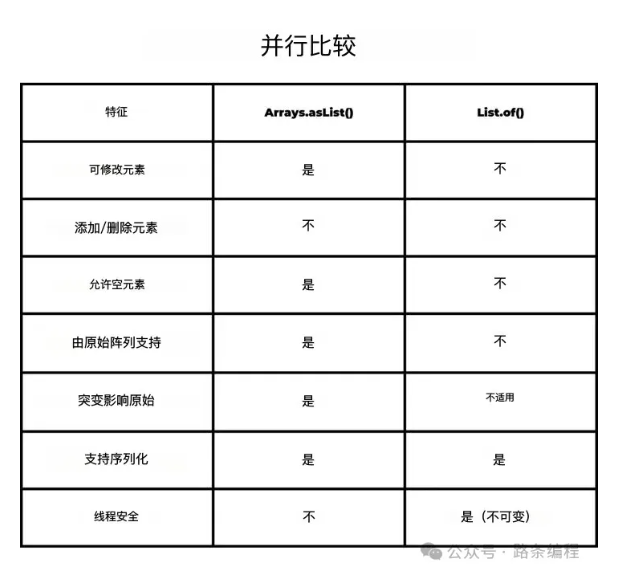 并行比较
特征 Arrays.asList() List.of()
可修改元素 是 不
添加/删除元素 不 不
允许空元素 是 不
由原始阵列支持 是 不
突变影响原始 是 不适用
支持序列化 是 是
线程安全 不 是（不可变）
公众号 · 路条编程